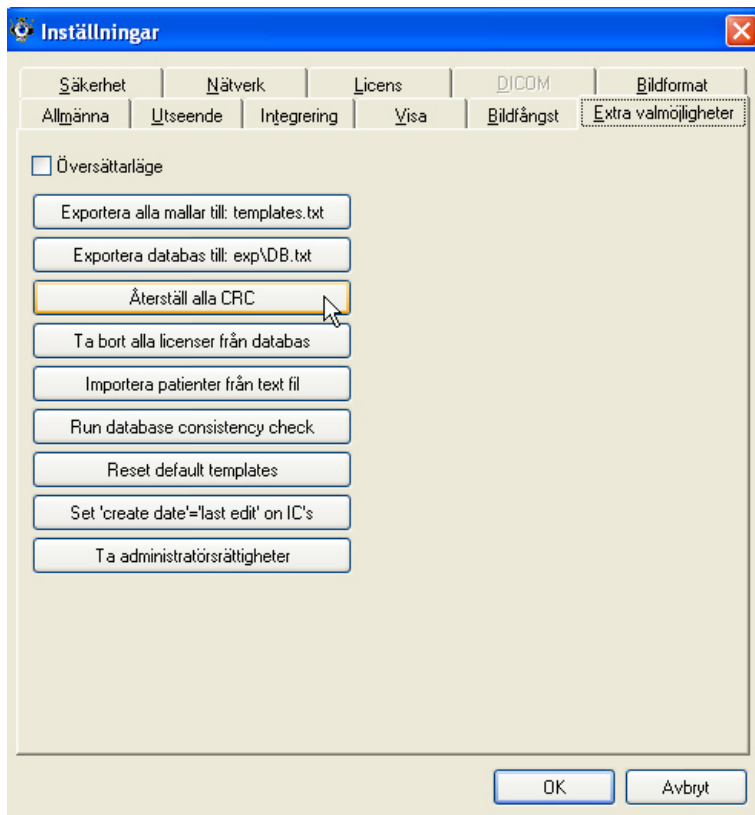 Inställningar
Säkerhet Nätverk Licens DICOM Bildformat
Allmänna Utseende Integrering Visa Bildfångst Extra valmöjligheter
Översättarläge
Exportera alla mallar till: templates.txt
Exportera databas till: exp\DB.txt
Återställ alla CRC
Ta bort alla licenser från databas
Importera patienter från text fil
Run database consistency check
Reset default templates
Set 'create date'='last edit' on IC's
Ta administratörsrättigheter
OK Avbryt